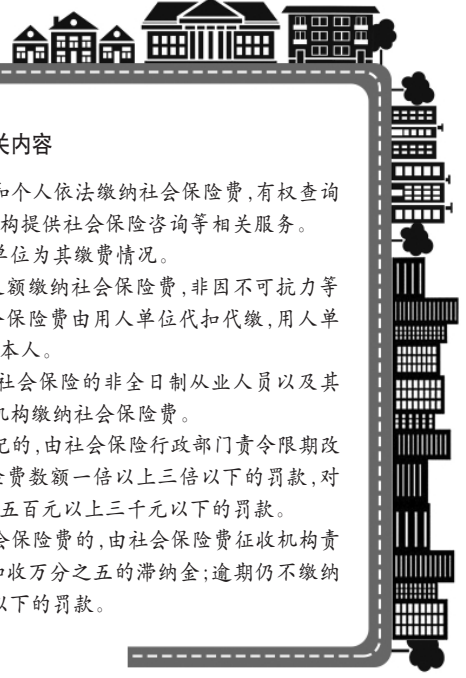 关内容
和个人依法缴纳社会保险费,有权查询
构提供社会保险咨询等相关服务。
单位为其缴费情况。
额缴纳社会保险费,非因不可抗力等
保险费由用人单位代扣代缴,用人单
本人。
社会保险的非全日制从业人员以及其
机构缴纳社会保险费。
记的,由社会保险行政部门责令限期改
费数额一倍以上三倍以下的罚款,对
五百元以上三千元以下的罚款。
会保险费的,由社会保险费征收机构责
加收万分之五的滞纳金;逾期仍不缴纳
以下的罚款。